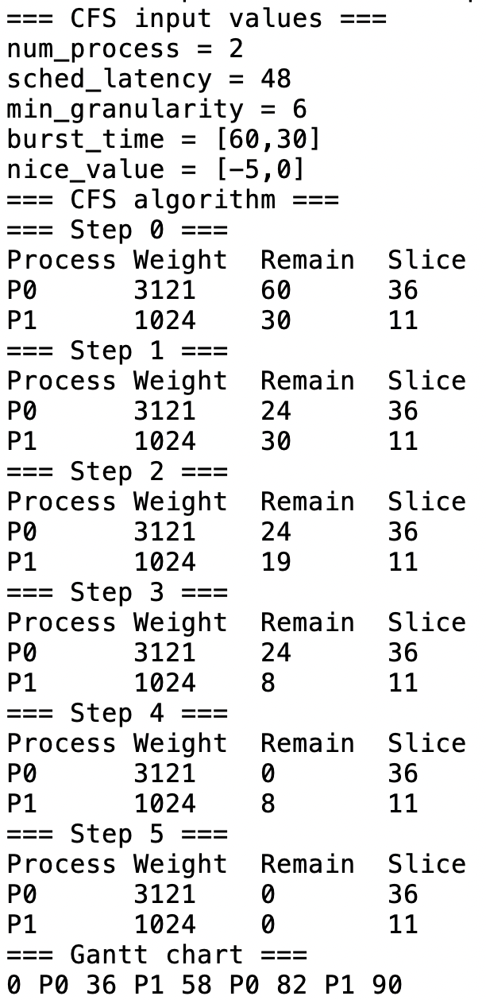 === CFS input values ===
num_process = 2
sched_latency = 48
min_granularity = 6
burst_time = [60,30]
nice_value = [-5,0]
=== CFS algorithm ===
=== Step 0 ===
Process Weight  Remain  Slice
P0      3121    60      36
P1      1024    30      11
=== Step 1 ===
Process Weight  Remain  Slice
P0      3121    24      36
P1      1024    30      11
=== Step 2 ===
Process Weight  Remain  Slice
P0      3121    24      36
P1      1024    19      11
=== Step 3 ===
Process Weight  Remain  Slice
P0      3121    24      36
P1      1024    8       11
=== Step 4 ===
Process Weight  Remain  Slice
P0      3121    0       36
P1      1024    8       11
=== Step 5 ===
Process Weight  Remain  Slice
P0      3121    0       36
P1      1024    0       11
=== Gantt chart ===
0 P0 36 P1 58 P0 82 P1 90